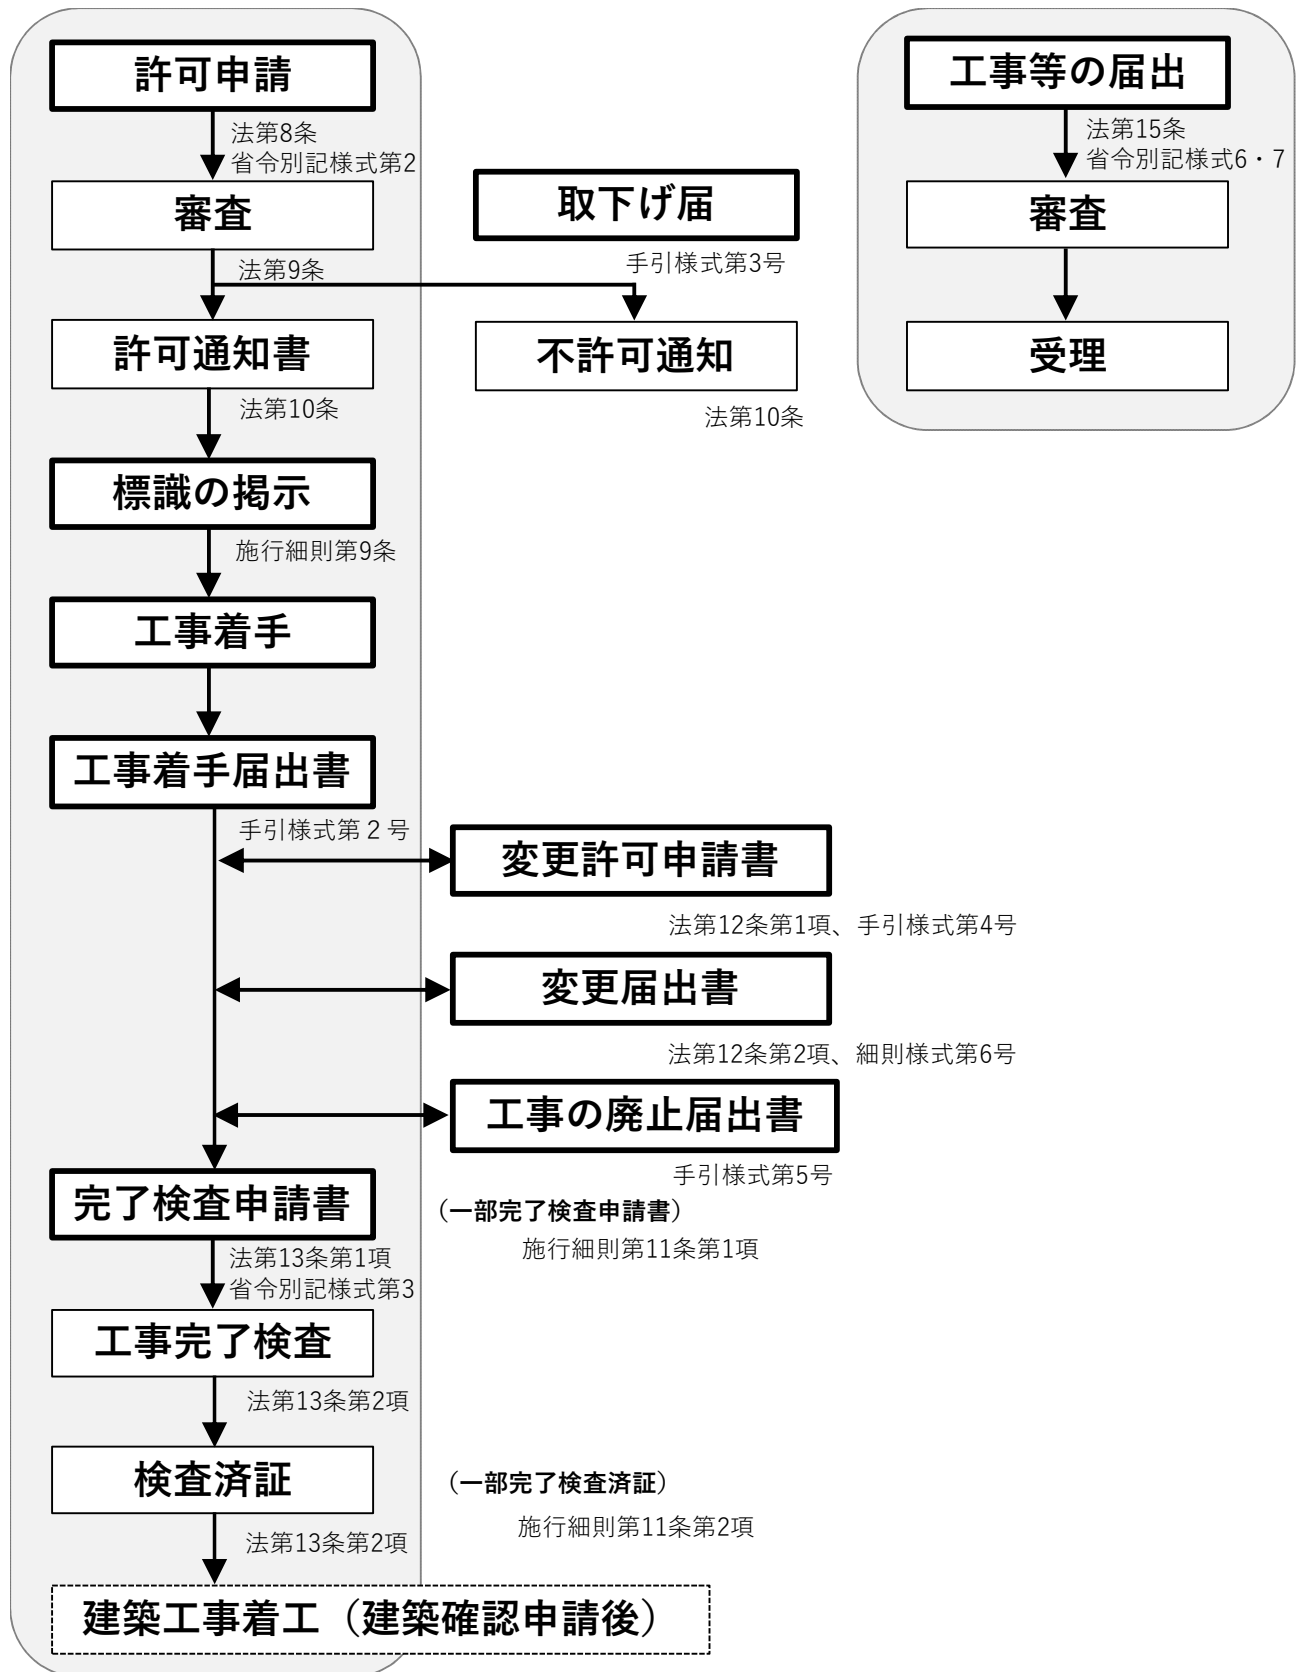 許可申請
法第8条
省令別記様式第2
審査
法第9条
許可通知書
法第10条
標識の掲示
施行細則第9条
工事着手
工事着手届出書
手引様式第２号
取下げ届
手引様式第3号
不許可通知
法第10条
変更許可申請書
法第12条第1項、手引様式第4号
変更届出書
法第12条第2項、細則様式第6号
工事の廃止届出書
手引様式第5号
完了検査申請書
（一部完了検査申請書）
施行細則第11条第1項
法第13条第1項
省令別記様式第3
工事完了検査
法第13条第2項
検査済証
（一部完了検査済証）
施行細則第11条第2項
法第13条第2項
建築工事着工（建築確認申請後）
工事等の届出
法第15条
省令別記様式6・7
審査
受理